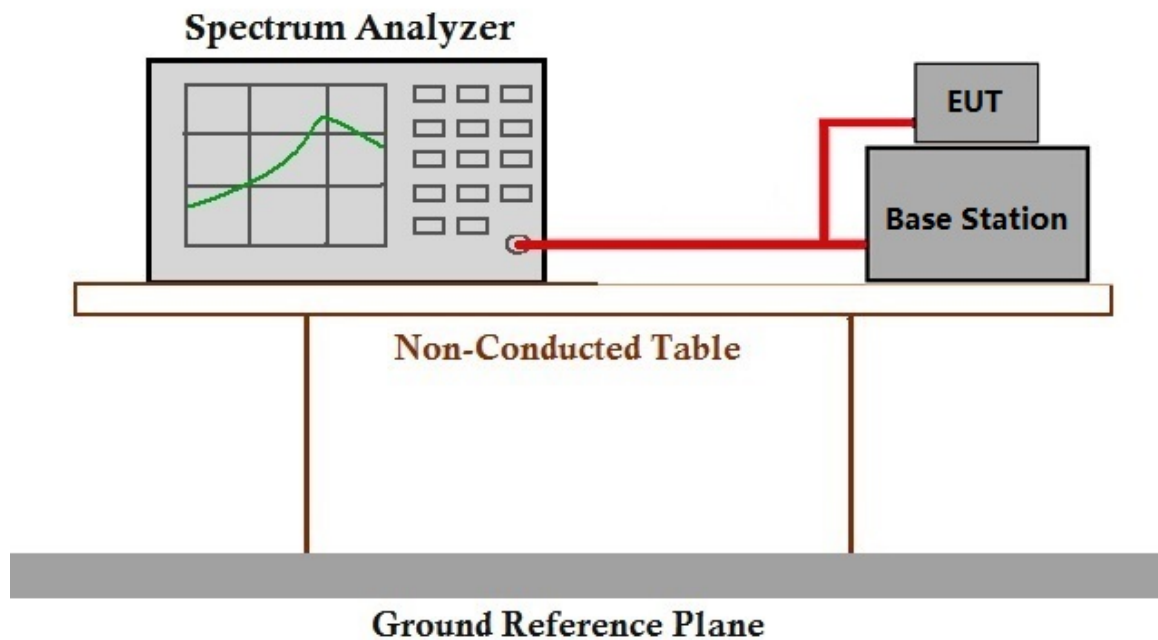 Spectrum Analyzer
EUT
Base Station
Non-Conducted Table
Ground Reference Plane